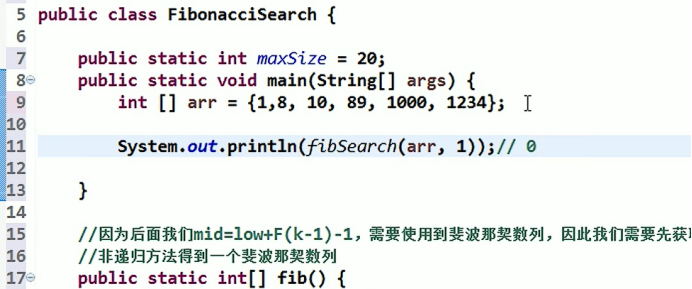 5 public class FibonacciSearch {
6
7 public static int maxSize = 20;
8 public static void main(String[] args) {
9 int [] arr = {1,8, 10, 89, 1000, 1234};
10
11 System.out.println(fibSearch(arr, 1));// 0
12
13 }
14
15 //因为后面我们mid=low+F(k-1)-1，需要使用到斐波那契数列，因此我们需要先获
16 //非递归方法得到一个斐波那契数列
17 public static int[] fib() {